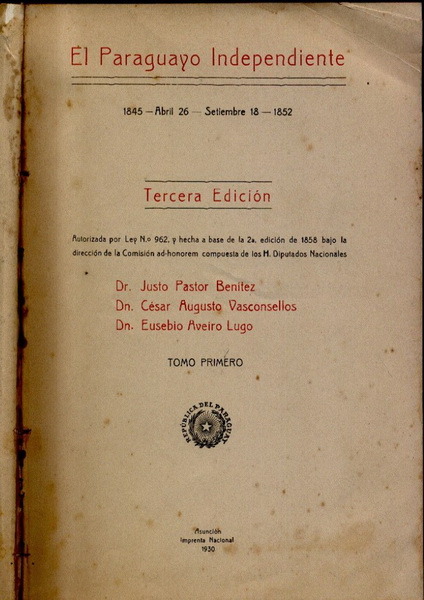 El Paraguayo Independiente
1845 — Abril 26 — Setiembre 18 — 1852
Tercera Edición
Autorizada por Ley N.o 962, y hecha a base de la 2a. edición de 1858 bajo la
dirección de la Comisión ad-honorem compuesta de los H. Diputados Nacionales
Dr. Justo Pastor Benítez
Dn. César Augusto Vasconsellos
Dn. Eusebio Aveiro Lugo
TOMO PRIMERO
REPÚBLICA DEL PARAGUAY
Asunción
Imprenta Nacional
1930